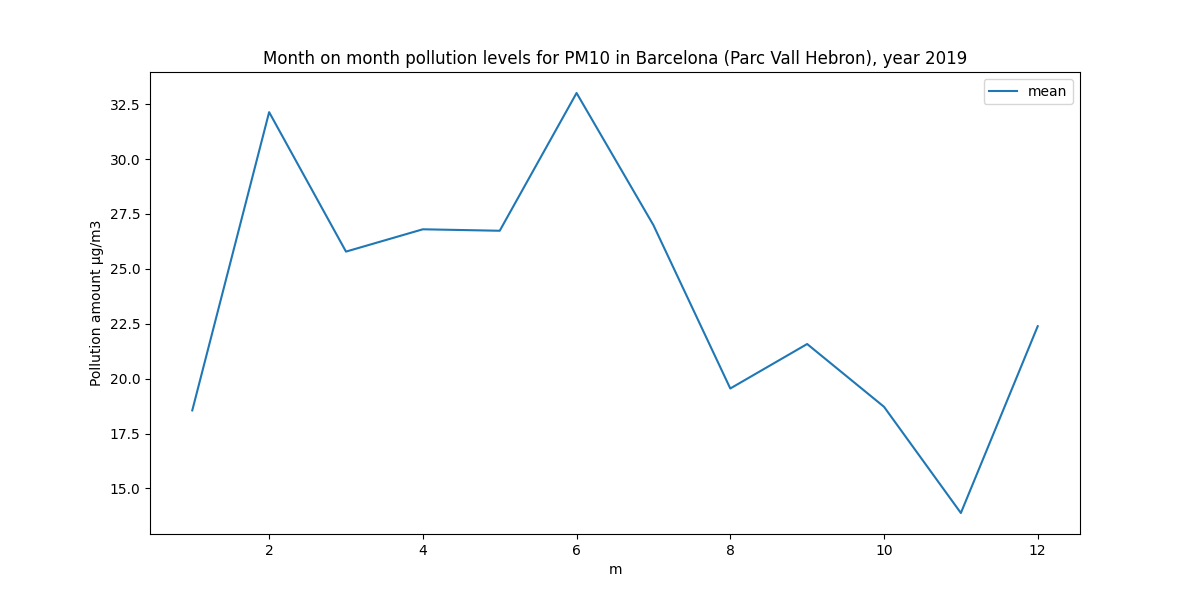 Month on month pollution levels for PM10 in Barcelona (Parc Vall Hebron), year 2019
mean
Pollution amount µg/m3
32.5
30.0
27.5
25.0
22.5
20.0
17.5
15.0
2 4 6 8 10 12
m